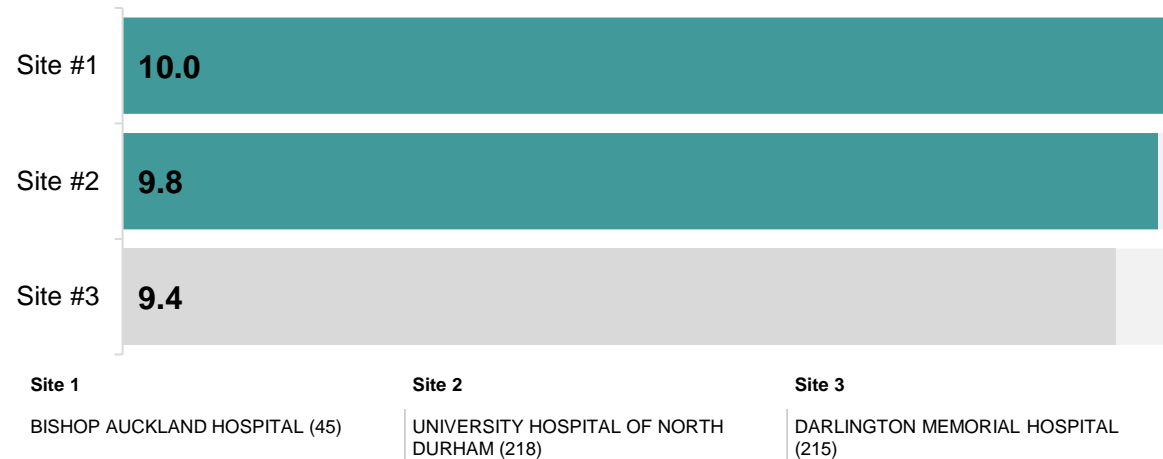 Site #1
10.0
Site #2
9.8
Site #3
9.4
Site 1
BISHOP AUCKLAND HOSPITAL (45)
Site 2
UNIVERSITY HOSPITAL OF NORTH
DURHAM (218)
Site 3
DARLINGTON MEMORIAL HOSPITAL
(215)